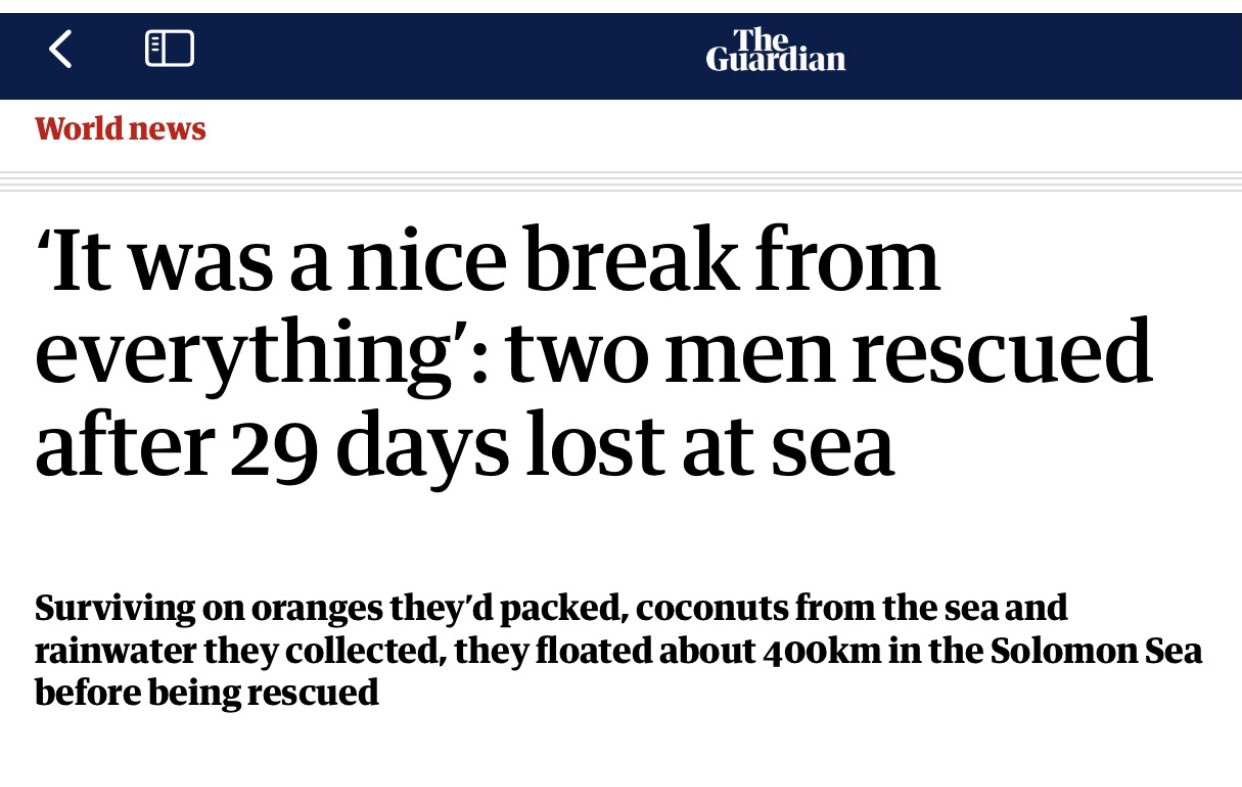 The
Guardian
World news
‘It was a nice break from
everything’: two men rescued
after 29 days lost at sea
Surviving on oranges they’d packed, coconuts from the sea and
rainwater they collected, they floated about 400km in the Solomon Sea
before being rescued